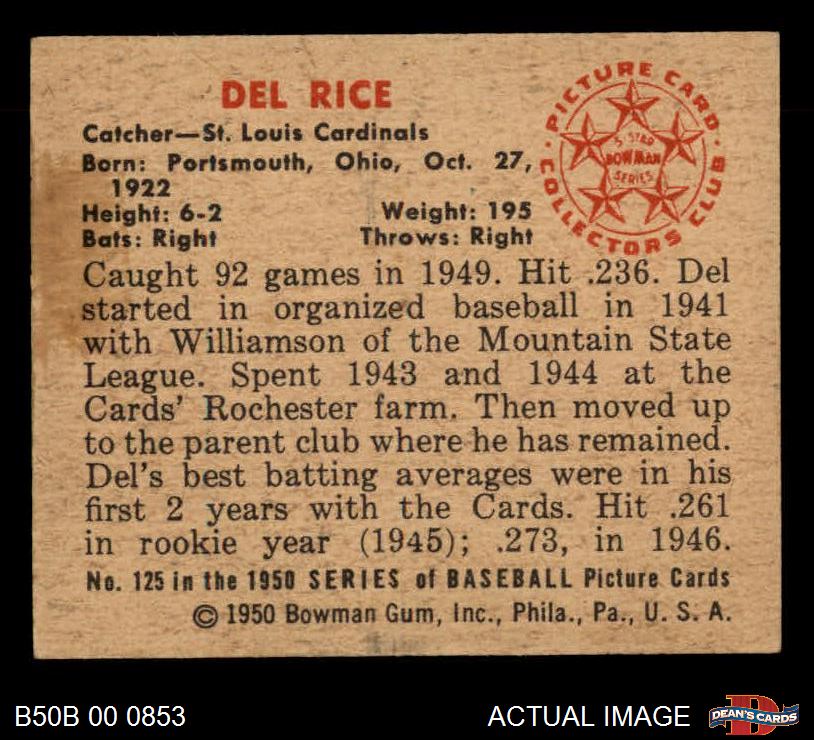 DEL RICE
Catcher—St. Louis Cardinals
Born: Portsmouth, Ohio, Oct. 27,
1922
Height: 6-2 Weight: 195
Bats: Right Throws: Right
PICTURE CARD
COLLECTORS CLUB
5 STAR
BOWMAN
SERIES
Caught 92 games in 1949. Hit .236. Del
started in organized baseball in 1941
with Williamson of the Mountain State
League. Spent 1943 and 1944 at the
Cards' Rochester farm. Then moved up
to the parent club where he has remained.
Del's best batting averages were in his
first 2 years with the Cards. Hit .261
in rookie year (1945); .273, in 1946.
No. 125 in the 1950 SERIES of BASEBALL Picture Cards
© 1950 Bowman Gum, Inc., Phila., Pa., U. S. A.
B50B 00 0853 ACTUAL IMAGE
D
DEAN'S CARDS